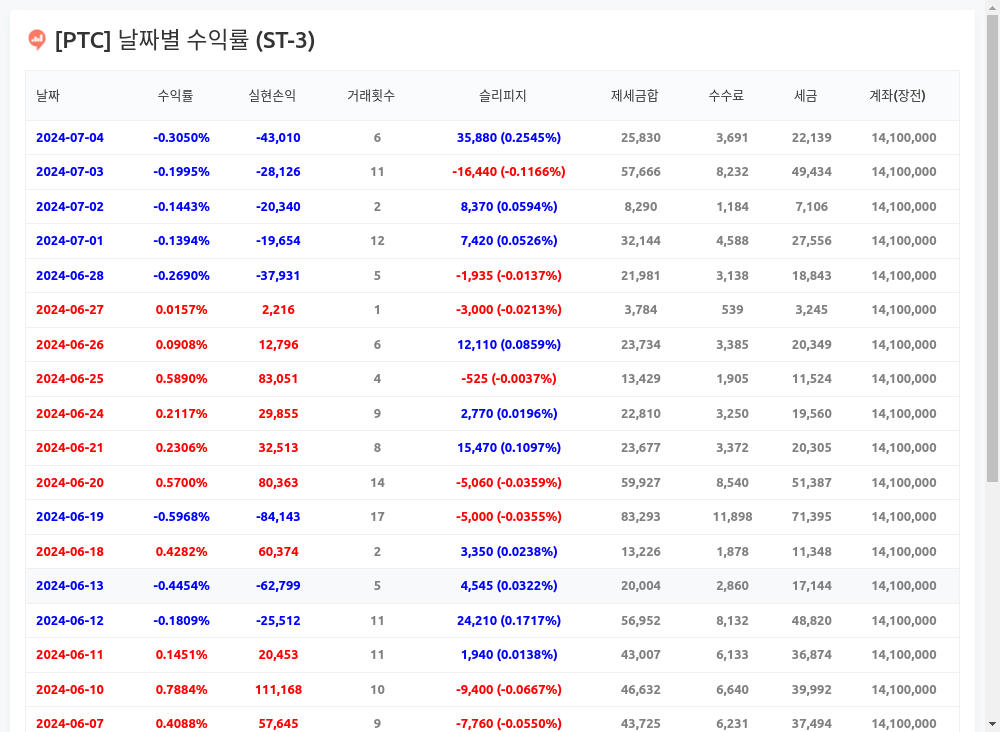 [PTC] 날짜별 수익률 (ST-3)
날짜 수익률 실현손익 거래횟수 슬리피지 제세금합 수수료 세금 계좌(장전)
2024-07-04 -0.3050% -43,010 6 35,880 (0.2545%) 25,830 3,691 22,139 14,100,000
2024-07-03 -0.1995% -28,126 11 -16,440 (-0.1166%) 57,666 8,232 49,434 14,100,000
2024-07-02 -0.1443% -20,340 2 8,370 (0.0594%) 8,290 1,184 7,106 14,100,000
2024-07-01 -0.1394% -19,654 12 7,420 (0.0526%) 32,144 4,588 27,556 14,100,000
2024-06-28 -0.2690% -37,931 5 -1,935 (-0.0137%) 21,981 3,138 18,843 14,100,000
2024-06-27 0.0157% 2,216 1 -3,000 (-0.0213%) 3,784 539 3,245 14,100,000
2024-06-26 0.0908% 12,796 6 12,110 (0.0859%) 23,734 3,385 20,349 14,100,000
2024-06-25 0.5890% 83,051 4 -525 (-0.0037%) 13,429 1,905 11,524 14,100,000
2024-06-24 0.2117% 29,855 9 2,770 (0.0196%) 22,810 3,250 19,560 14,100,000
2024-06-21 0.2306% 32,513 8 15,470 (0.1097%) 23,677 3,372 20,305 14,100,000
2024-06-20 0.5700% 80,363 14 -5,060 (-0.0359%) 59,927 8,540 51,387 14,100,000
2024-06-19 -0.5968% -84,143 17 -5,000 (-0.0355%) 83,293 11,898 71,395 14,100,000
2024-06-18 0.4282% 60,374 2 3,350 (0.0238%) 13,226 1,878 11,348 14,100,000
2024-06-13 -0.4454% -62,799 5 4,545 (0.0322%) 20,004 2,860 17,144 14,100,000
2024-06-12 -0.1809% -25,512 11 24,210 (0.1717%) 56,952 8,132 48,820 14,100,000
2024-06-11 0.1451% 20,453 11 1,940 (0.0138%) 43,007 6,133 36,874 14,100,000
2024-06-10 0.7884% 111,168 10 -9,400 (-0.0667%) 46,632 6,640 39,992 14,100,000
2024-06-07 0.4088% 57,645 9 -7,760 (-0.0550%) 43,725 6,231 37,494 14,100,000